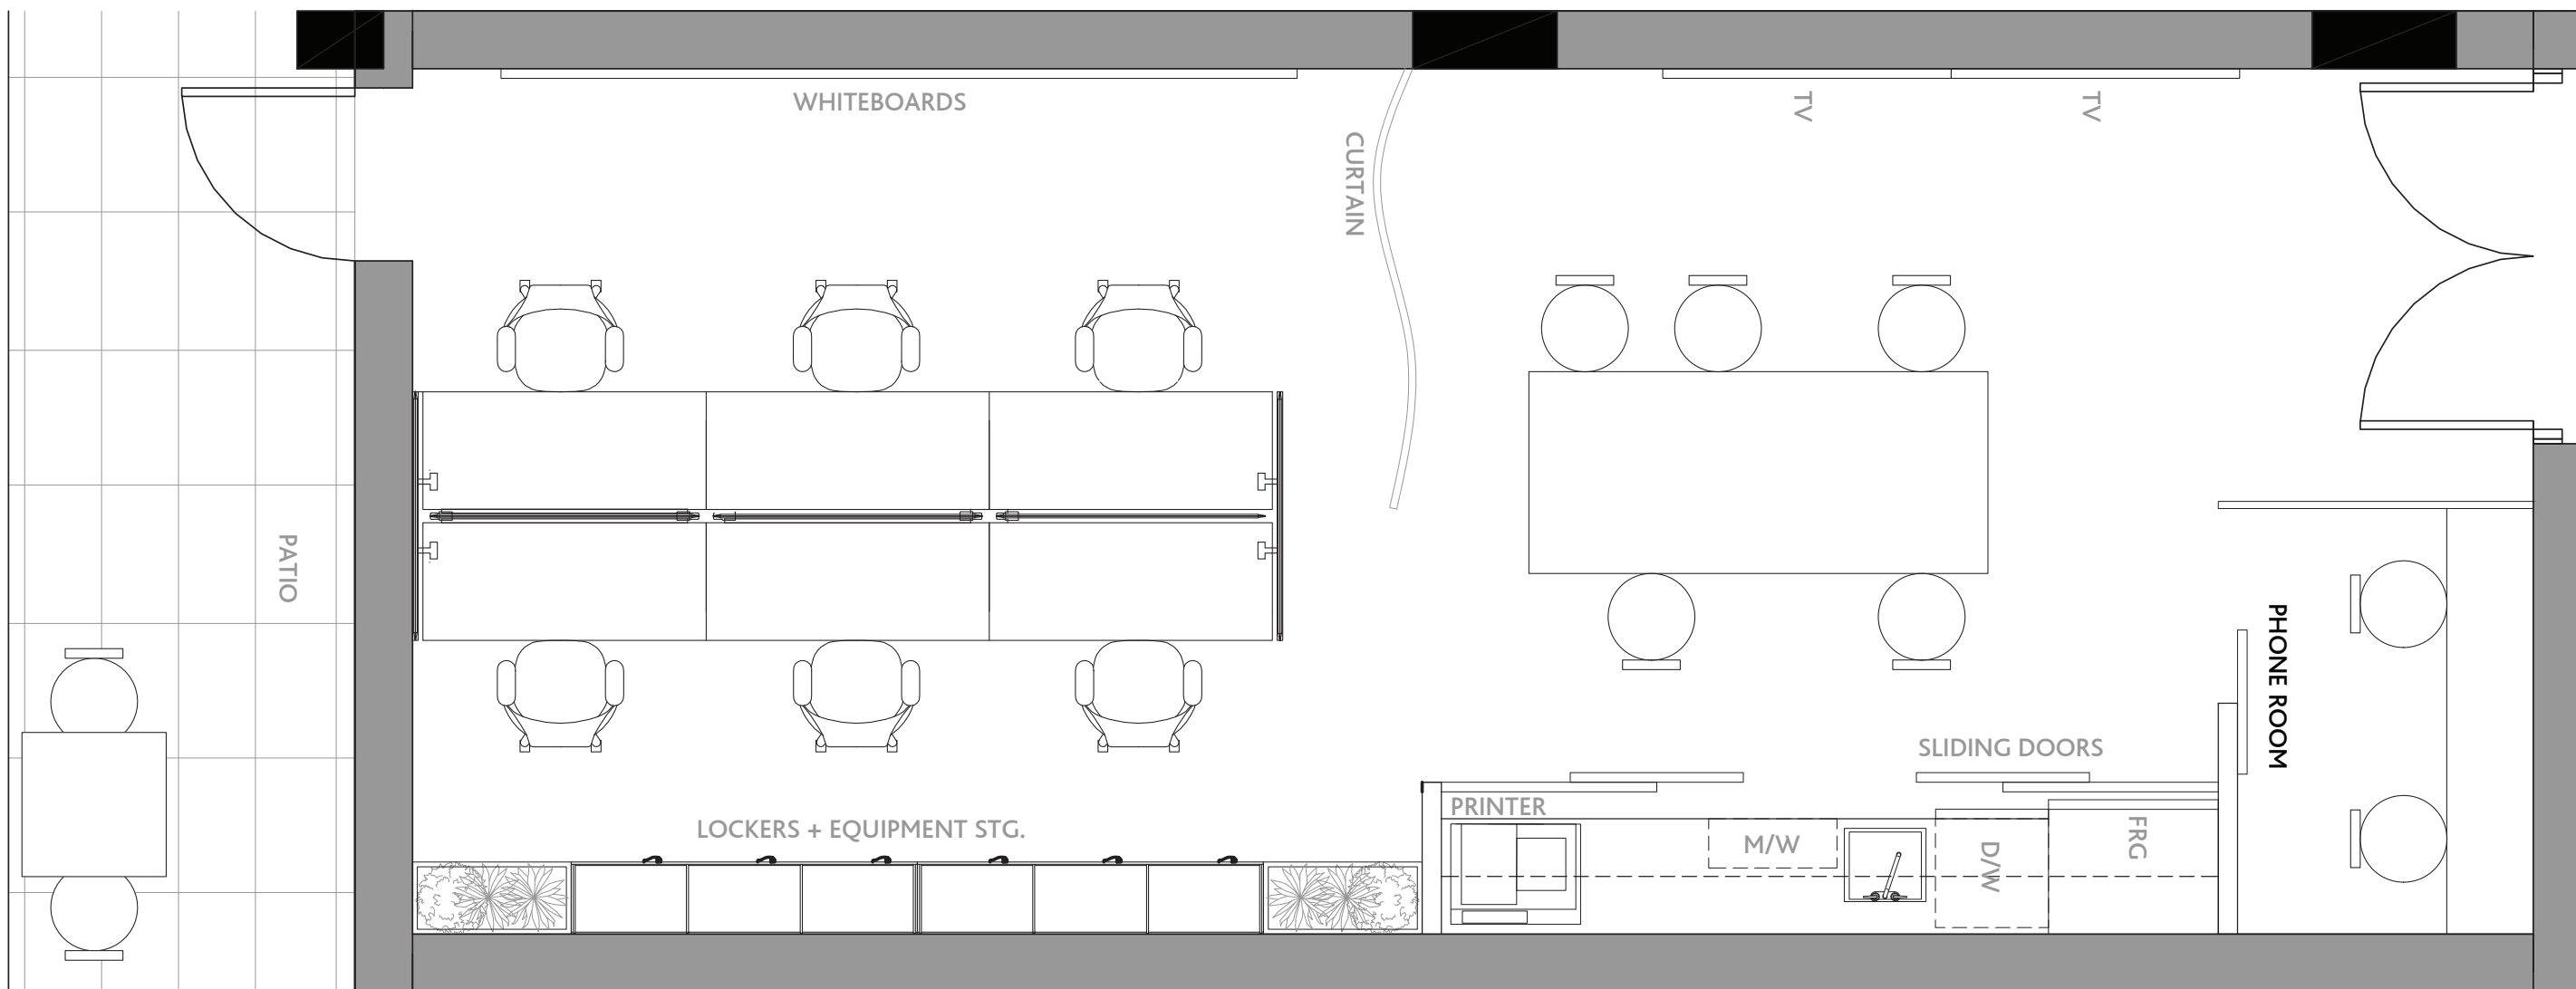 WHITEBOARDS
TV
TV
CURTAIN
PATIO
PHONE ROOM
SLIDING DOORS
PRINTER
LOCKERS + EQUIPMENT STG.
M/W
D/W
FRG